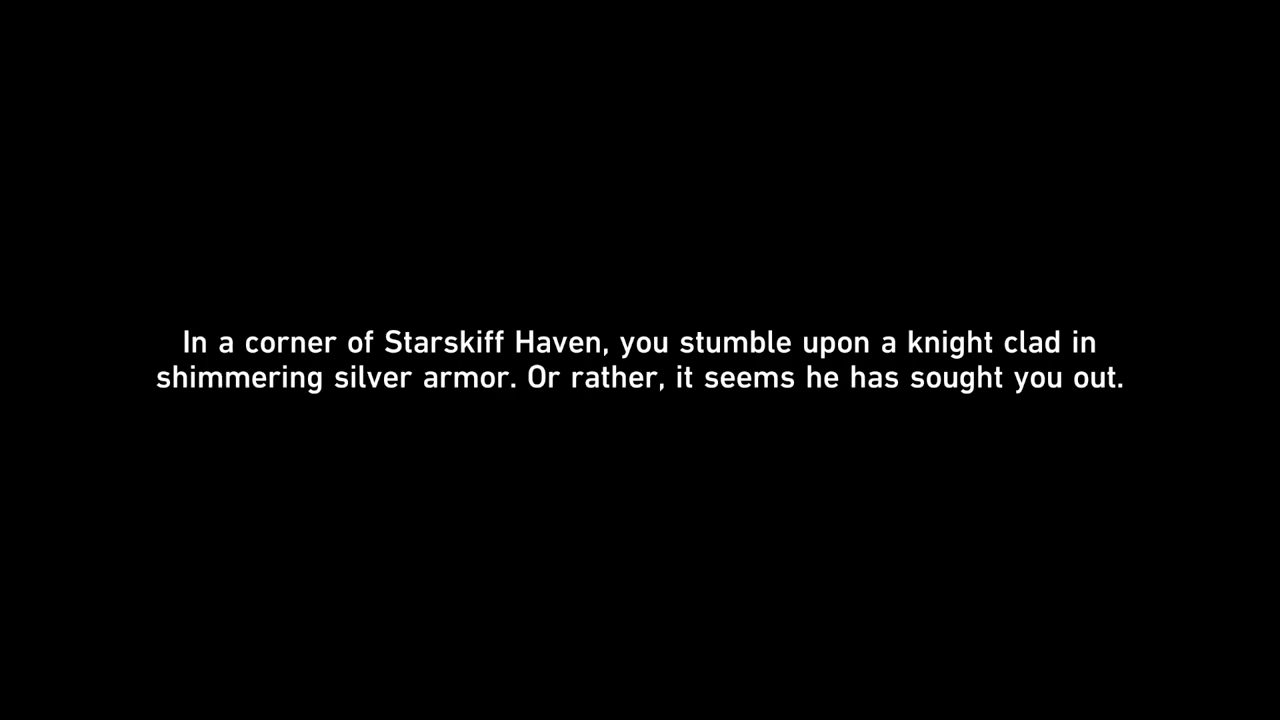 In a corner of Starskiff Haven, you stumble upon a knight clad in
shimmering silver armor. Or rather, it seems he has sought you out.